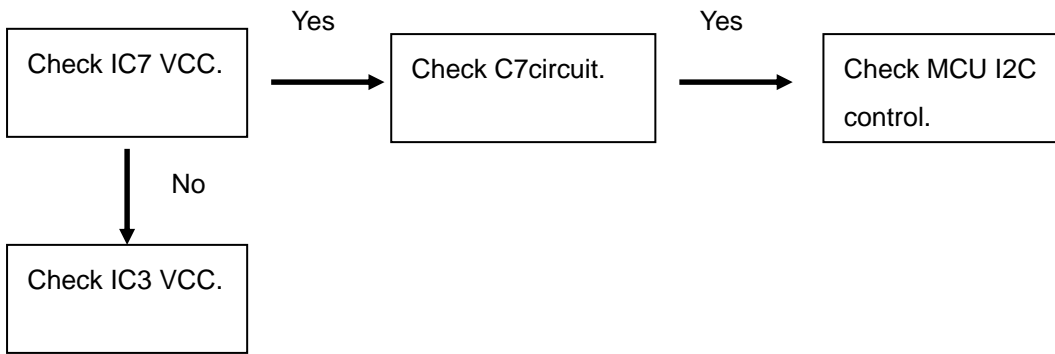 Yes
Yes
Check IC7 VCC.
Check C7circuit.
Check MCU I2C
control.
No
Check IC3 VCC.